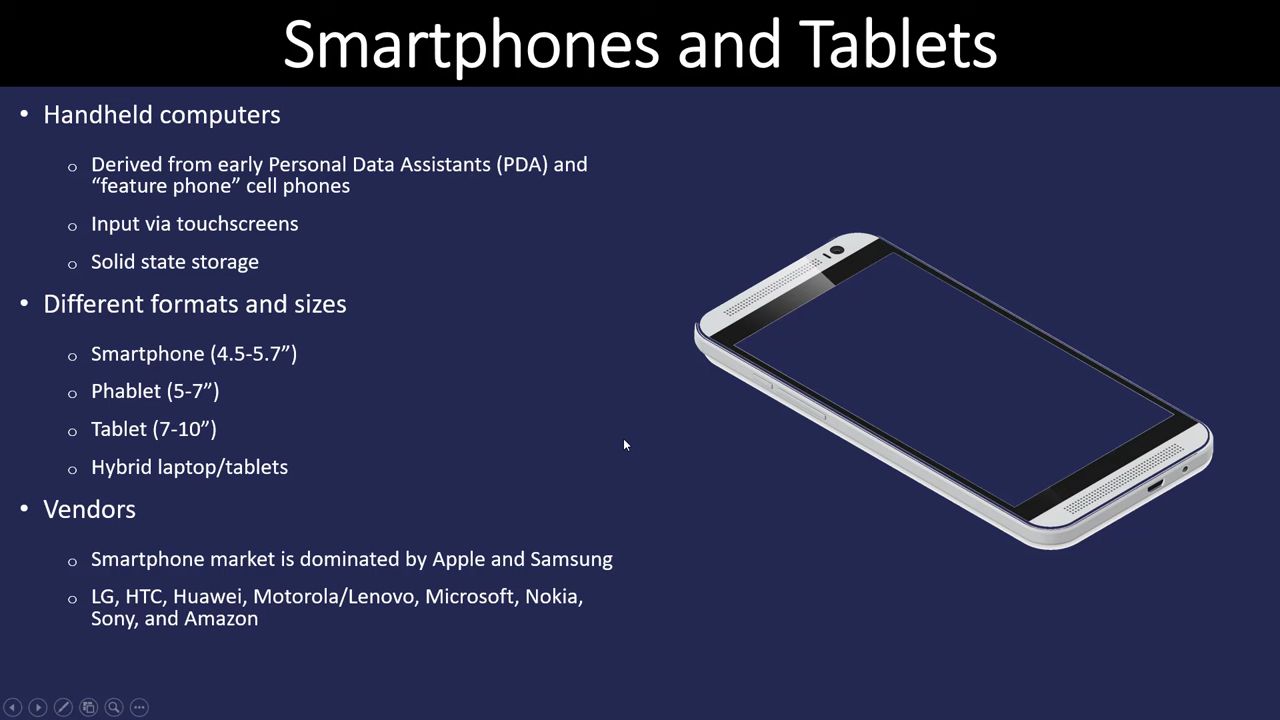 Smartphones and Tablets
• Handheld computers
o Derived from early Personal Data Assistants (PDA) and
“feature phone” cell phones
o Input via touchscreens
o Solid state storage
• Different formats and sizes
o Smartphone (4.5-5.7”)
o Phablet (5-7”)
o Tablet (7-10”)
o Hybrid laptop/tablets
• Vendors
o Smartphone market is dominated by Apple and Samsung
o LG, HTC, Huawei, Motorola/Lenovo, Microsoft, Nokia,
Sony, and Amazon